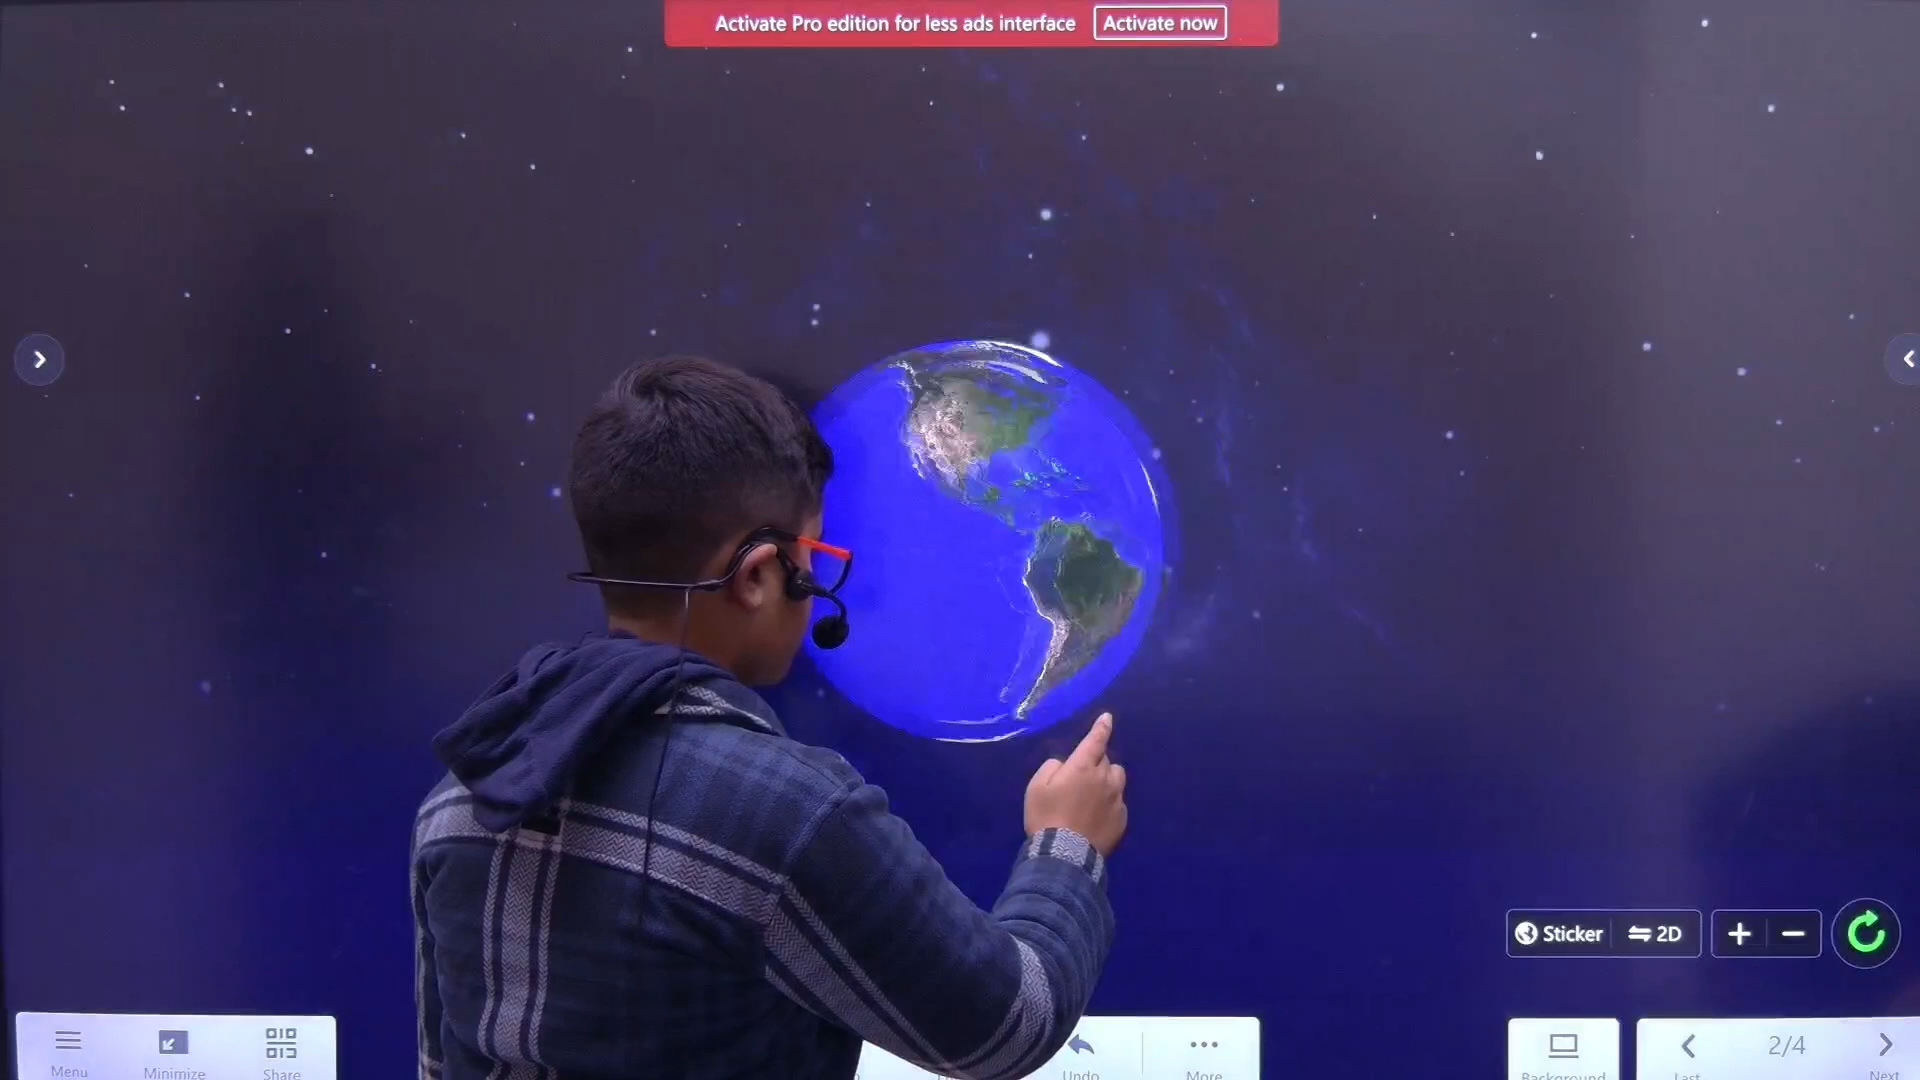 Activate Pro edition for less ads interface Activate now
Sticker 2D
Menu Minimize Share Undo More Background Last 2/4 Next